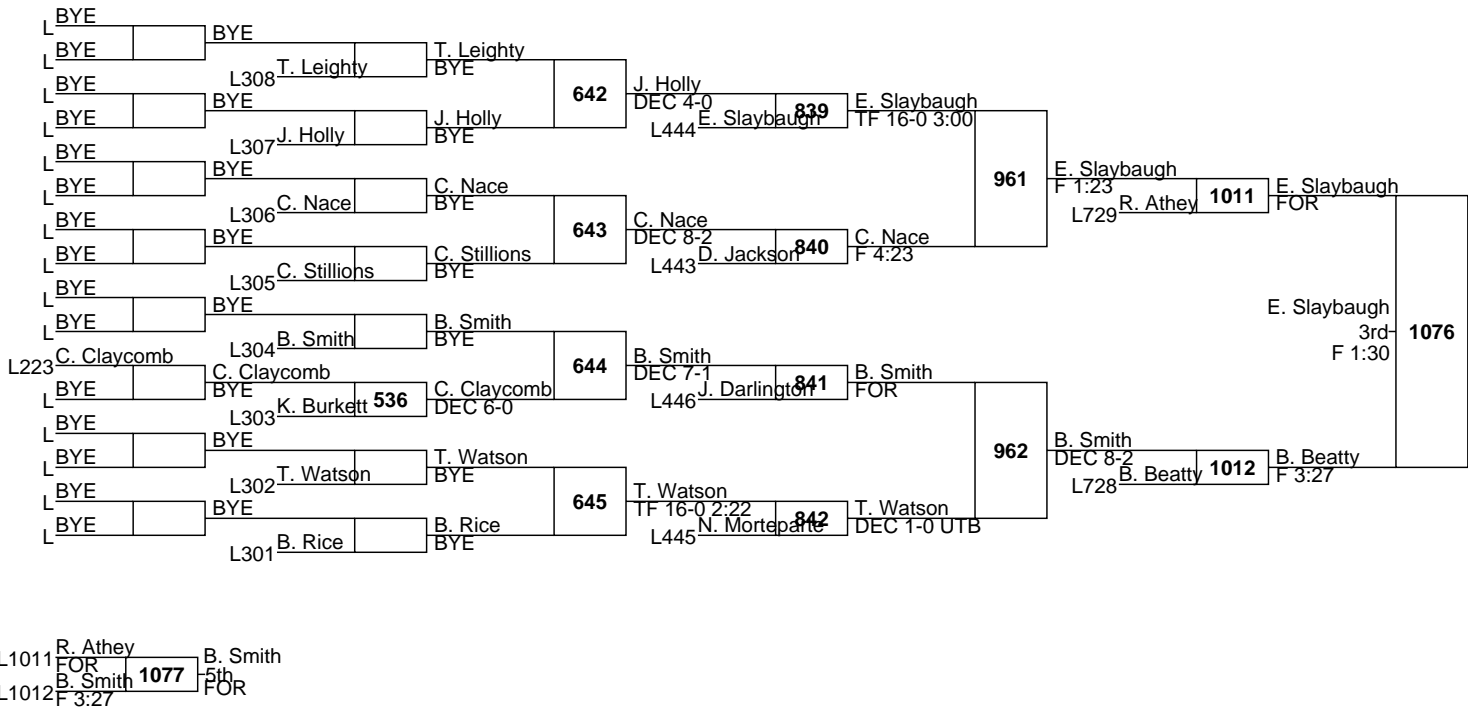 BYE
L
BYE
L
BYE
BYE
L308
T. Leighty
T. Leighty
BYE
L
BYE
L
BYE
BYE
L307
J. Holly
J. Holly
BYE
642
J. Holly
DEC 4-0
L444
E. Slaybaugh
839
E. Slaybaugh
TF 16-0 3:00
L
BYE
L
BYE
BYE
L306
C. Nace
C. Nace
BYE
L
BYE
L
BYE
BYE
L305
C. Stillions
C. Stillions
BYE
643
C. Nace
DEC 8-2
L443
D. Jackson
840
C. Nace
F 4:23
961
E. Slaybaugh
F 1:23
L729
R. Athey
1011
E. Slaybaugh
FOR
L
BYE
L
BYE
BYE
L304
B. Smith
B. Smith
BYE
L223
C. Claycomb
L
BYE
C. Claycomb
BYE
L303
K. Burkett
536
C. Claycomb
DEC 6-0
644
B. Smith
DEC 7-1
L446
J. Darlington
841
B. Smith
FOR
L
BYE
L
BYE
BYE
L302
T. Watson
T. Watson
BYE
L
BYE
L
BYE
BYE
L301
B. Rice
B. Rice
BYE
645
T. Watson
TF 16-0 2:22
L445
N. Morteparte
842
T. Watson
DEC 1-0 UTB
962
B. Smith
DEC 8-2
L728
B. Beatty
1012
B. Beatty
F 3:27
E. Slaybaugh
3rd
F 1:30
1076
L1011
R. Athey
FOR
L1012
B. Smith
F 3:27
1077
B. Smith
5th
FOR